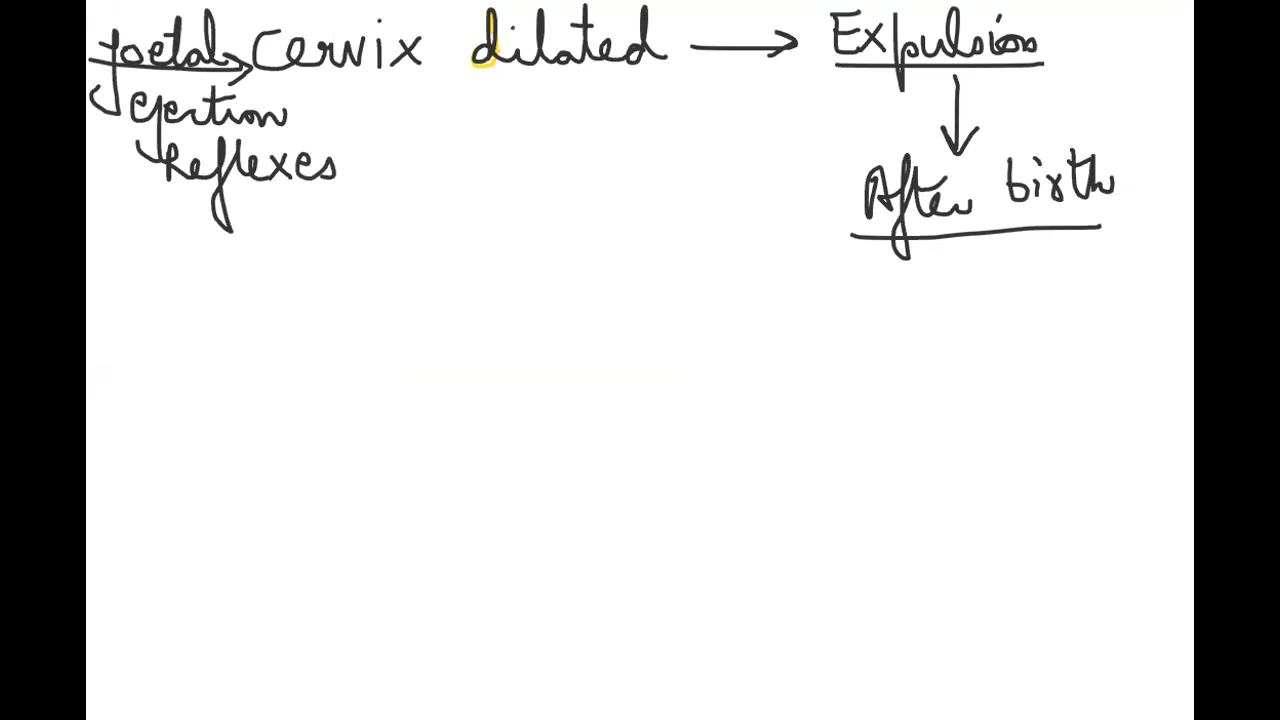 foetal → cervix dilated → Expulsion
ejection
Reflexes
↓
After birth